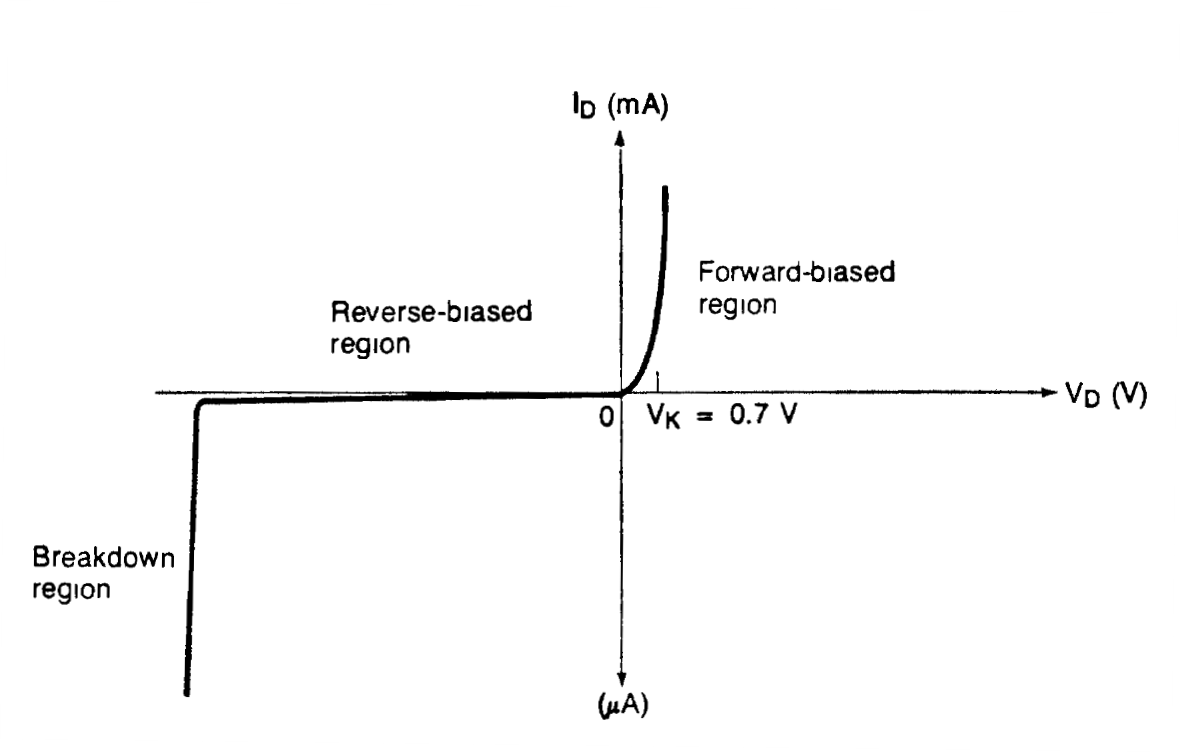 I_D (mA)
Forward-biased
region
Reverse-biased
region
V_D (V)
0
V_K = 0.7 V
Breakdown
region
(μA)